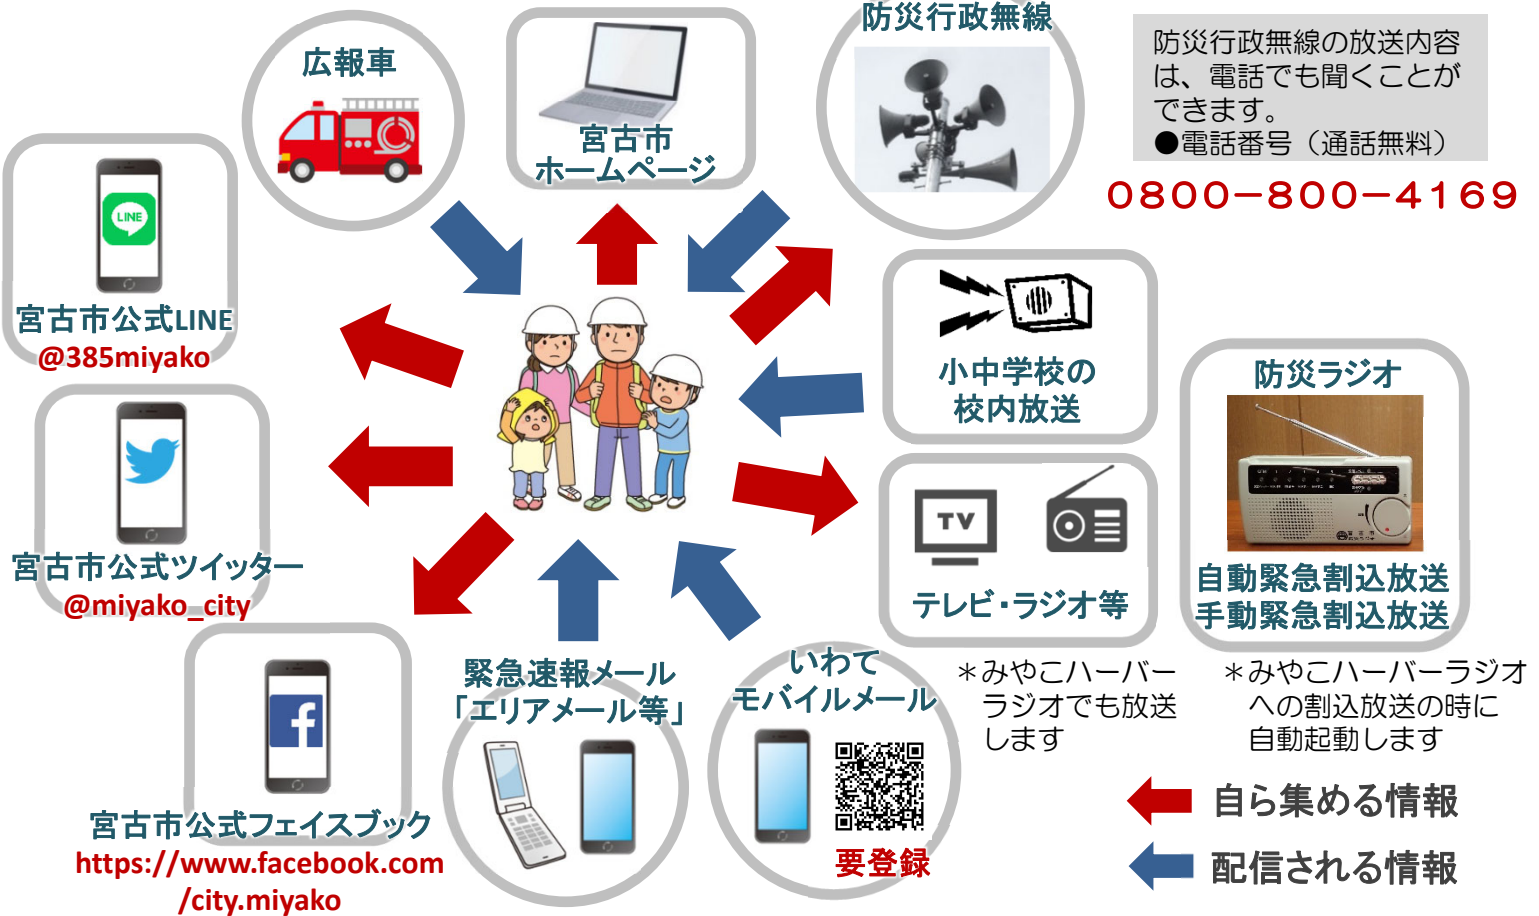 防災行政無線
広報車
宮古市
ホームページ
防災行政無線の放送内容
は、電話でも聞くことが
できます。
●電話番号（通話無料）
０８００－８００－４１６９
LINE
宮古市公式LINE
@385miyako
小中学校の
校内放送
防災ラジオ
自動緊急割込放送
手動緊急割込放送
TV
テレビ・ラジオ等
宮古市公式ツイッター
@miyako_city
緊急速報メール
「エリアメール等」
いわて
モバイルメール
要登録
＊みやこハーバー
ラジオでも放送
します
＊みやこハーバーラジオ
への割込放送の時に
自動起動します
宮古市公式フェイスブック
https://www.facebook.com
/city.miyako
自ら集める情報
配信される情報